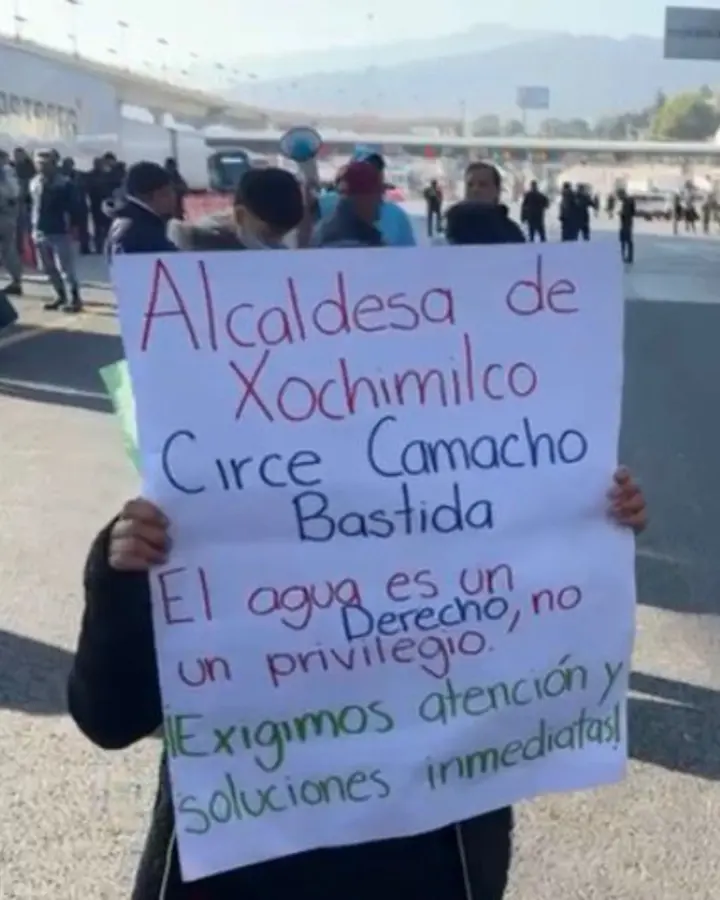 Alcaldesa de
Xochimilco
Circe Camacho
Bastida
El agua es un
Derecho, no
un privilegio.
¡Exigimos atención y
soluciones inmediatas!